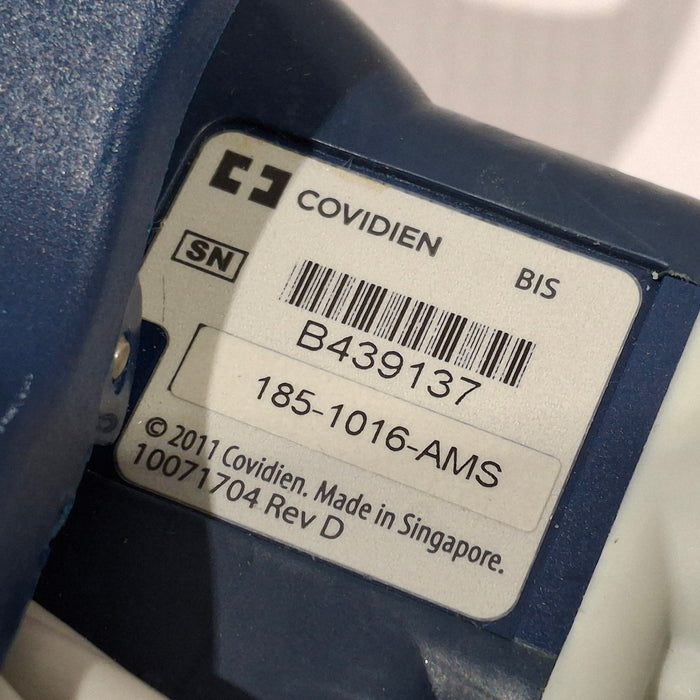 COVIDIEN
BIS
SN
B439137
185-1016-AMS
© 2011 Covidien. Made in Singapore.
10071704 Rev D